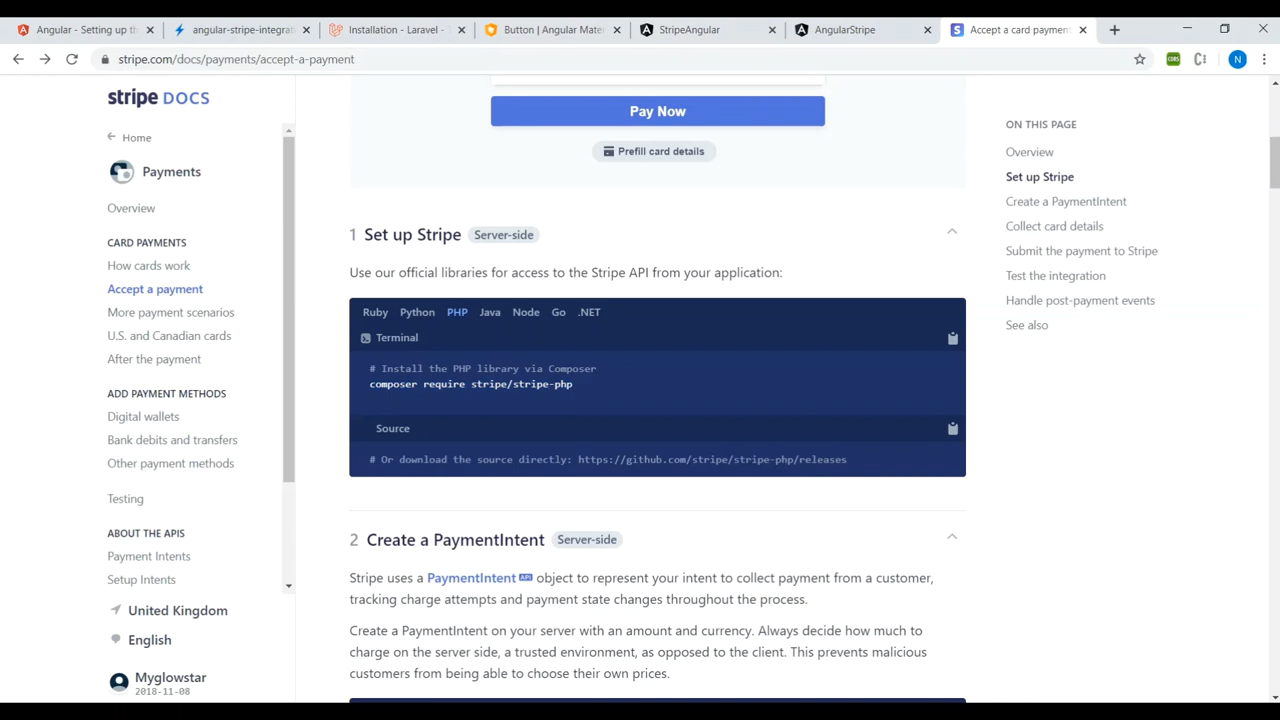 Angular - Setting up th
angular-stripe-integrat
Installation - Laravel -
Button | Angular Mater
StripeAngular
AngularStripe
Accept a card payment
stripe.com/docs/payments/accept-a-payment
CORS
N
stripe DOCS
Home
Payments
Overview
CARD PAYMENTS
How cards work
Accept a payment
More payment scenarios
U.S. and Canadian cards
After the payment
ADD PAYMENT METHODS
Digital wallets
Bank debits and transfers
Other payment methods
Testing
ABOUT THE APIS
Payment Intents
Setup Intents
United Kingdom
English
Myglowstar
2018-11-08
Pay Now
Prefill card details
1 Set up Stripe Server-side
Use our official libraries for access to the Stripe API from your application:
Ruby Python PHP Java Node Go .NET
Terminal
# Install the PHP library via Composer
composer require stripe/stripe-php
Source
# Or download the source directly: https://github.com/stripe/stripe-php/releases
2 Create a PaymentIntent Server-side
Stripe uses a PaymentIntent API object to represent your intent to collect payment from a customer,
tracking charge attempts and payment state changes throughout the process.
Create a PaymentIntent on your server with an amount and currency. Always decide how much to
charge on the server side, a trusted environment, as opposed to the client. This prevents malicious
customers from being able to choose their own prices.
ON THIS PAGE
Overview
Set up Stripe
Create a PaymentIntent
Collect card details
Submit the payment to Stripe
Test the integration
Handle post-payment events
See also